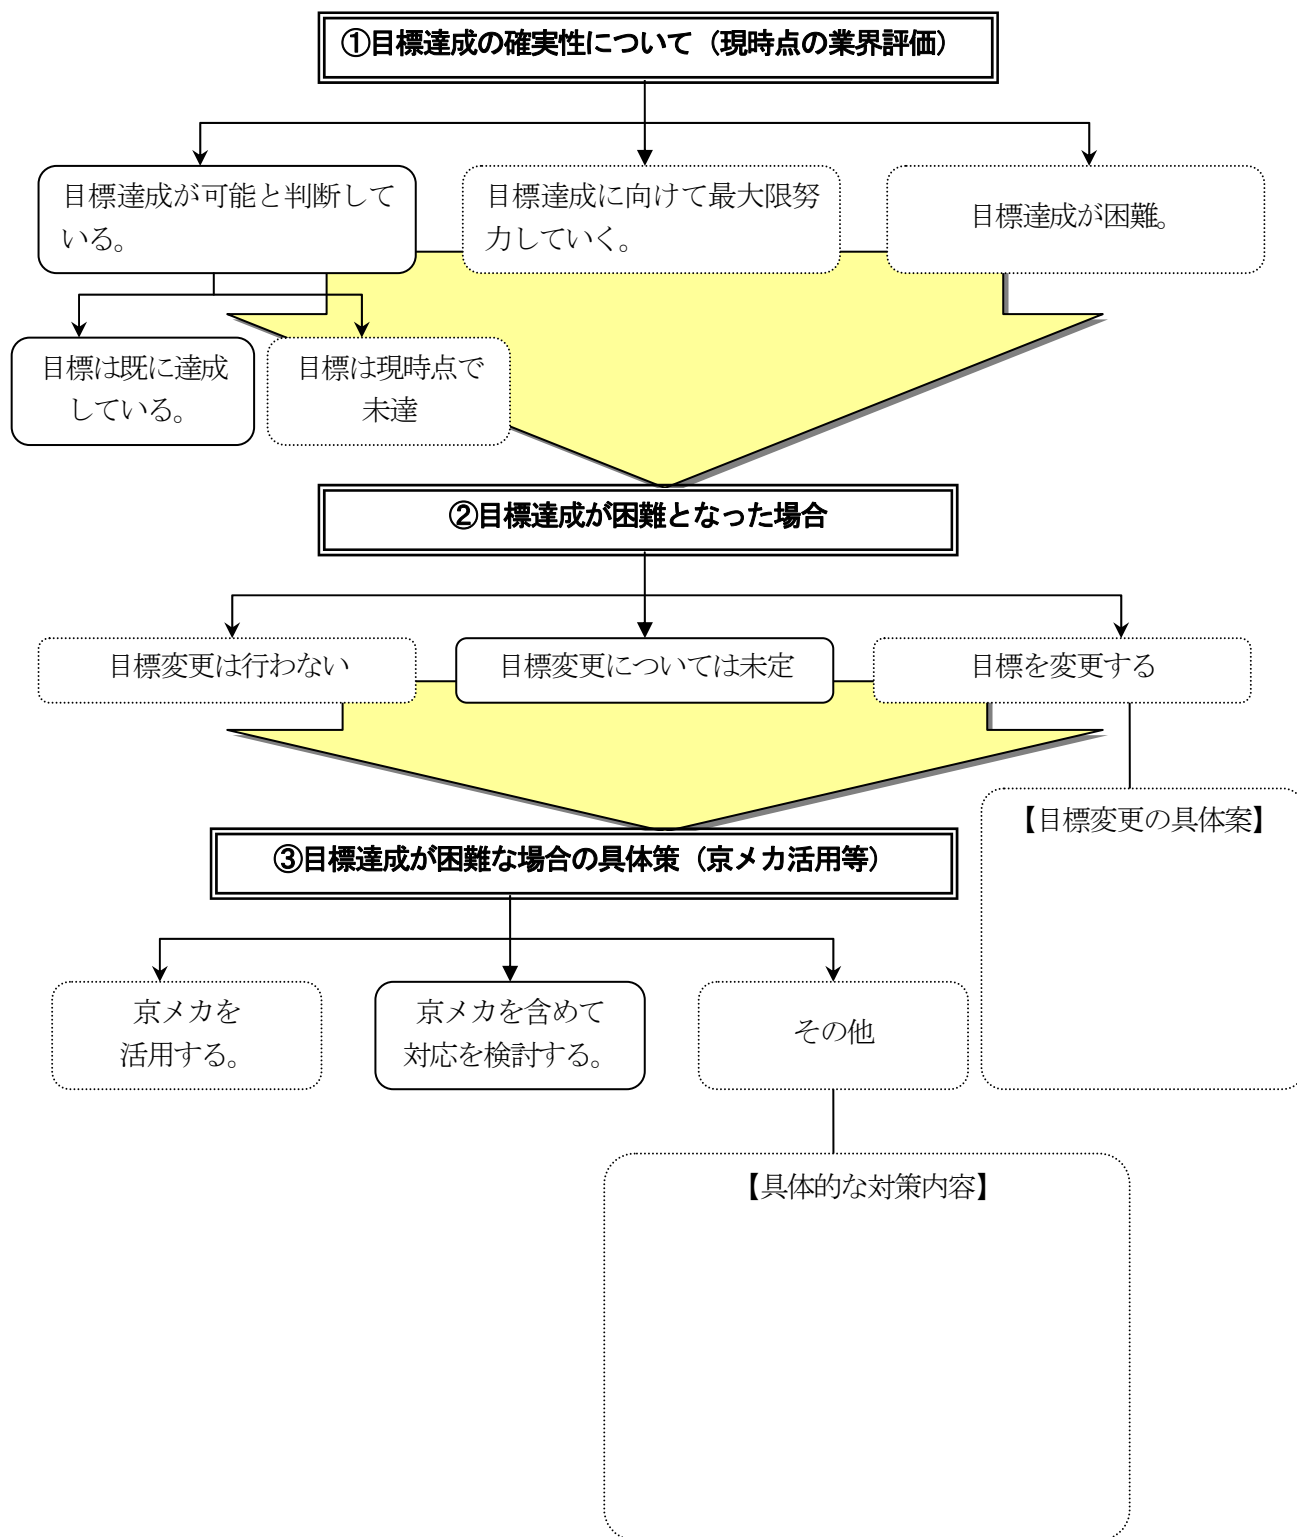 ①目標達成の確実性について（現時点の業界評価）
目標達成が可能と判断して
いる。
目標達成に向けて最大限努
力していく。
目標達成が困難。
目標は既に達成
している。
目標は現時点で
未達
②目標達成が困難となった場合
目標変更は行わない
目標変更については未定
目標を変更する
【目標変更の具体案】
③目標達成が困難な場合の具体策（京メカ活用等）
京メカを
活用する。
京メカを含めて
対応を検討する。
その他
【具体的な対策内容】